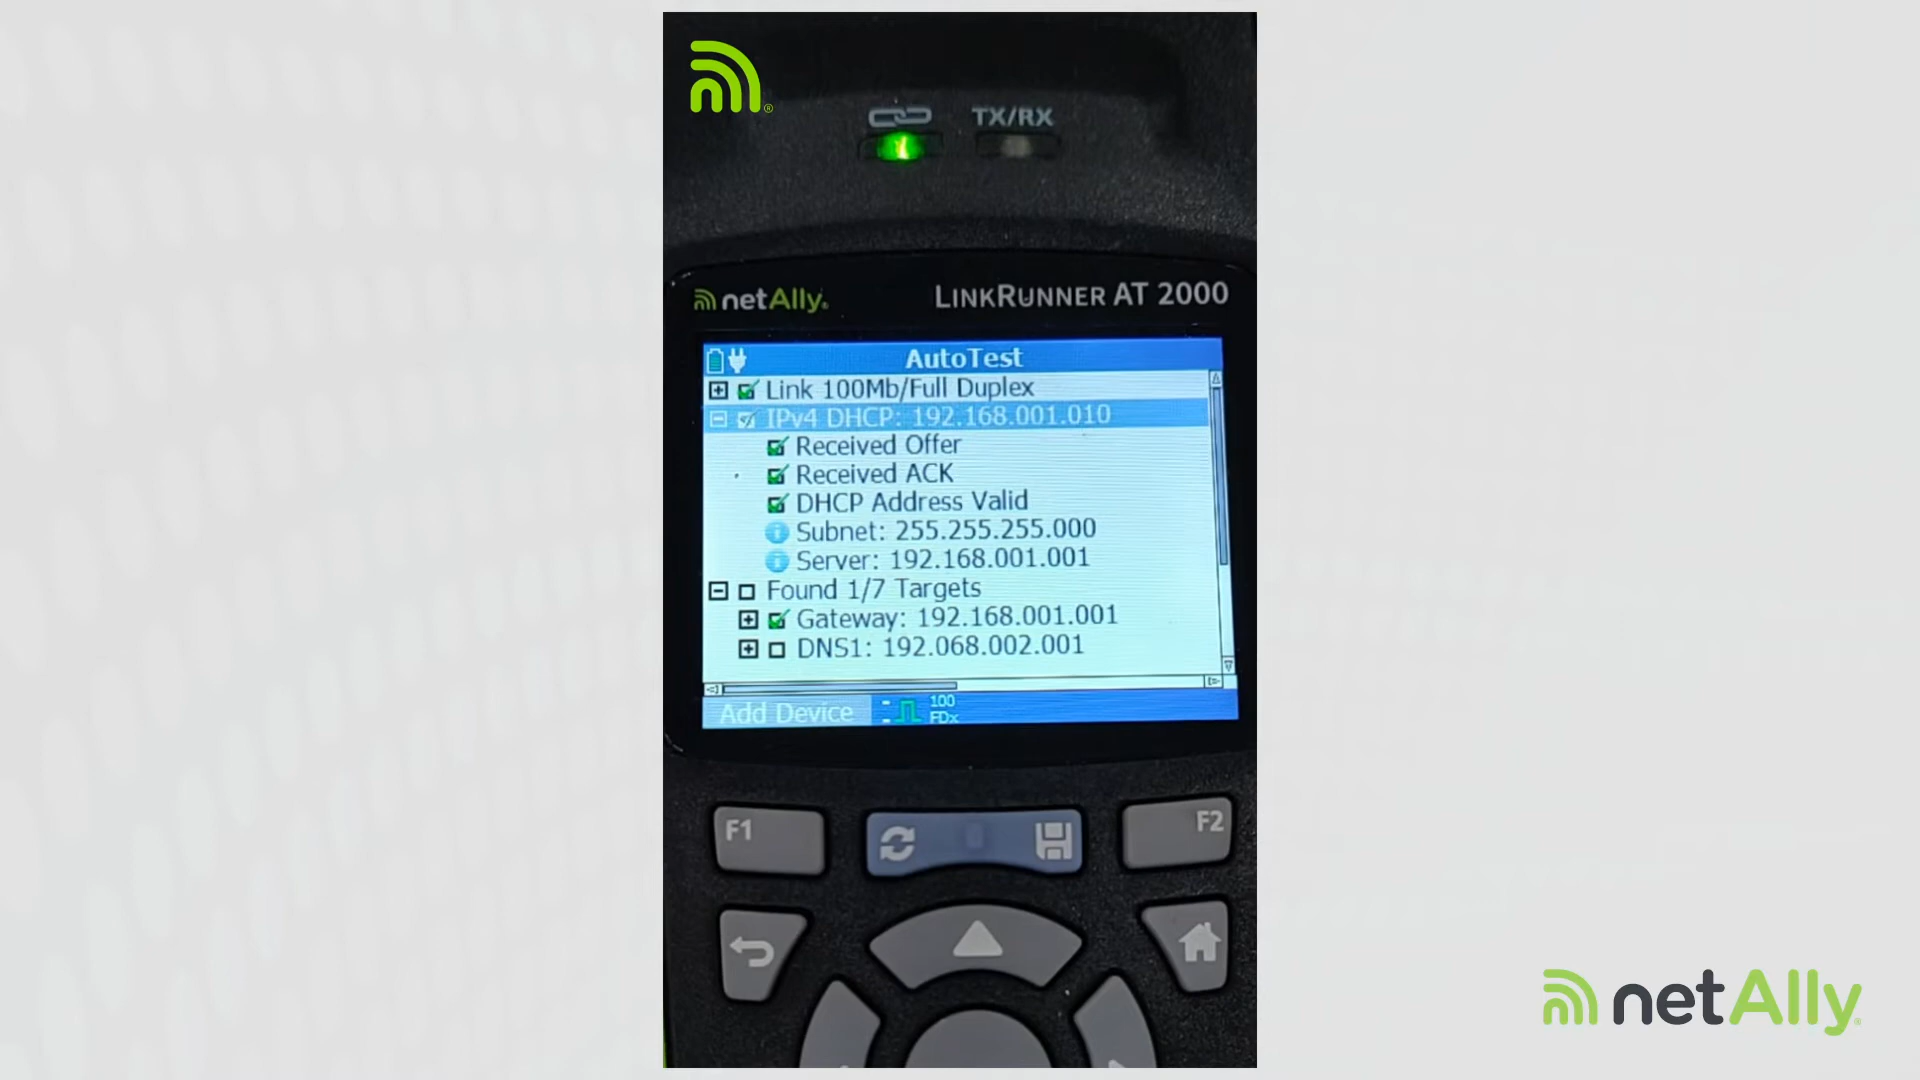 TX/RX
netAlly
LINKRUNNER AT 2000
AutoTest
Link 100Mb/Full Duplex
IPv4 DHCP: 192.168.001.010
Received Offer
Received ACK
DHCP Address Valid
Subnet: 255.255.255.000
Server: 192.168.001.001
Found 1/7 Targets
Gateway: 192.168.001.001
DNS1: 192.068.002.001
Add Device
100
FDx
F1
F2
netAlly